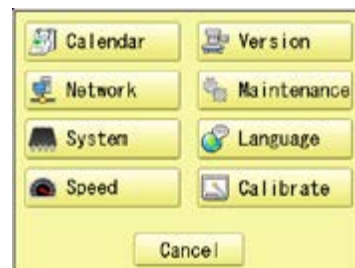 Calendar
Version
Network
Maintenance
System
Language
Speed
Calibrate
Cancel